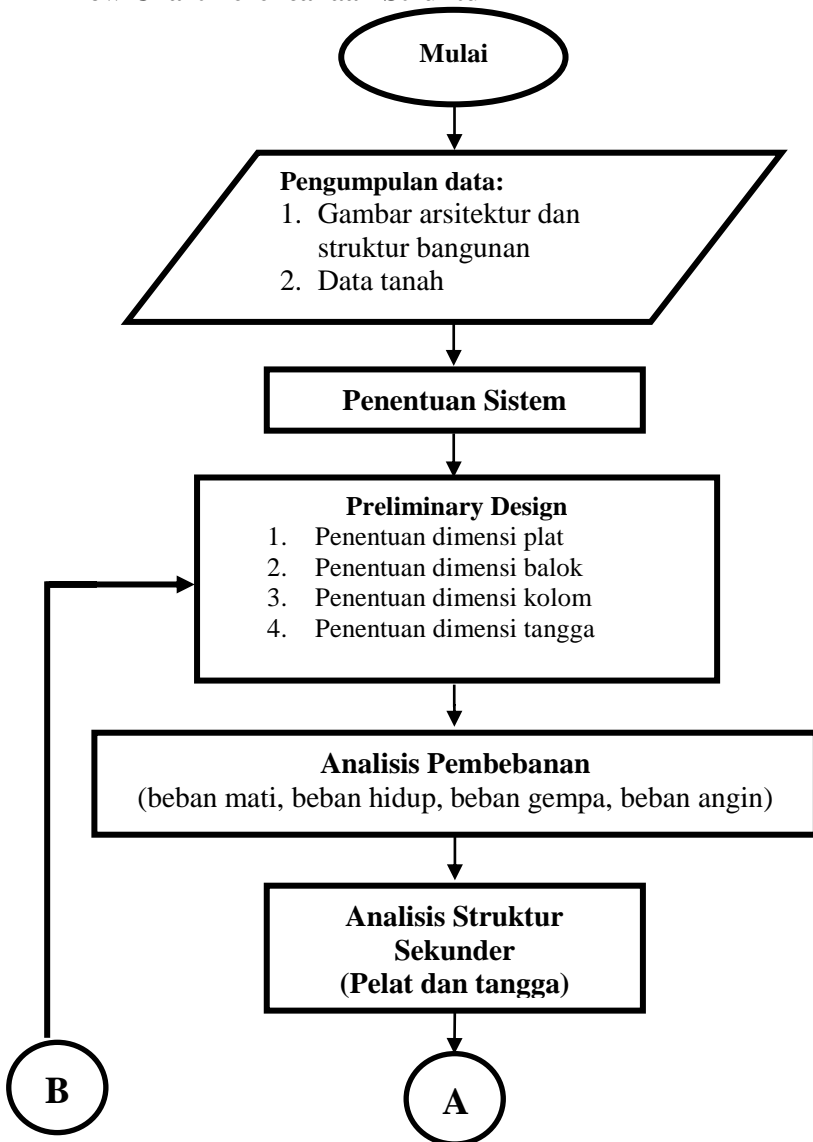 Mulai
Pengumpulan data:
1. Gambar arsitektur dan
struktur bangunan
2. Data tanah
Penentuan Sistem
Preliminary Design
1. Penentuan dimensi plat
2. Penentuan dimensi balok
3. Penentuan dimensi kolom
4. Penentuan dimensi tangga
Analisis Pembebanan
(beban mati, beban hidup, beban gempa, beban angin)
Analisis Struktur
Sekunder
(Pelat dan tangga)
B
A